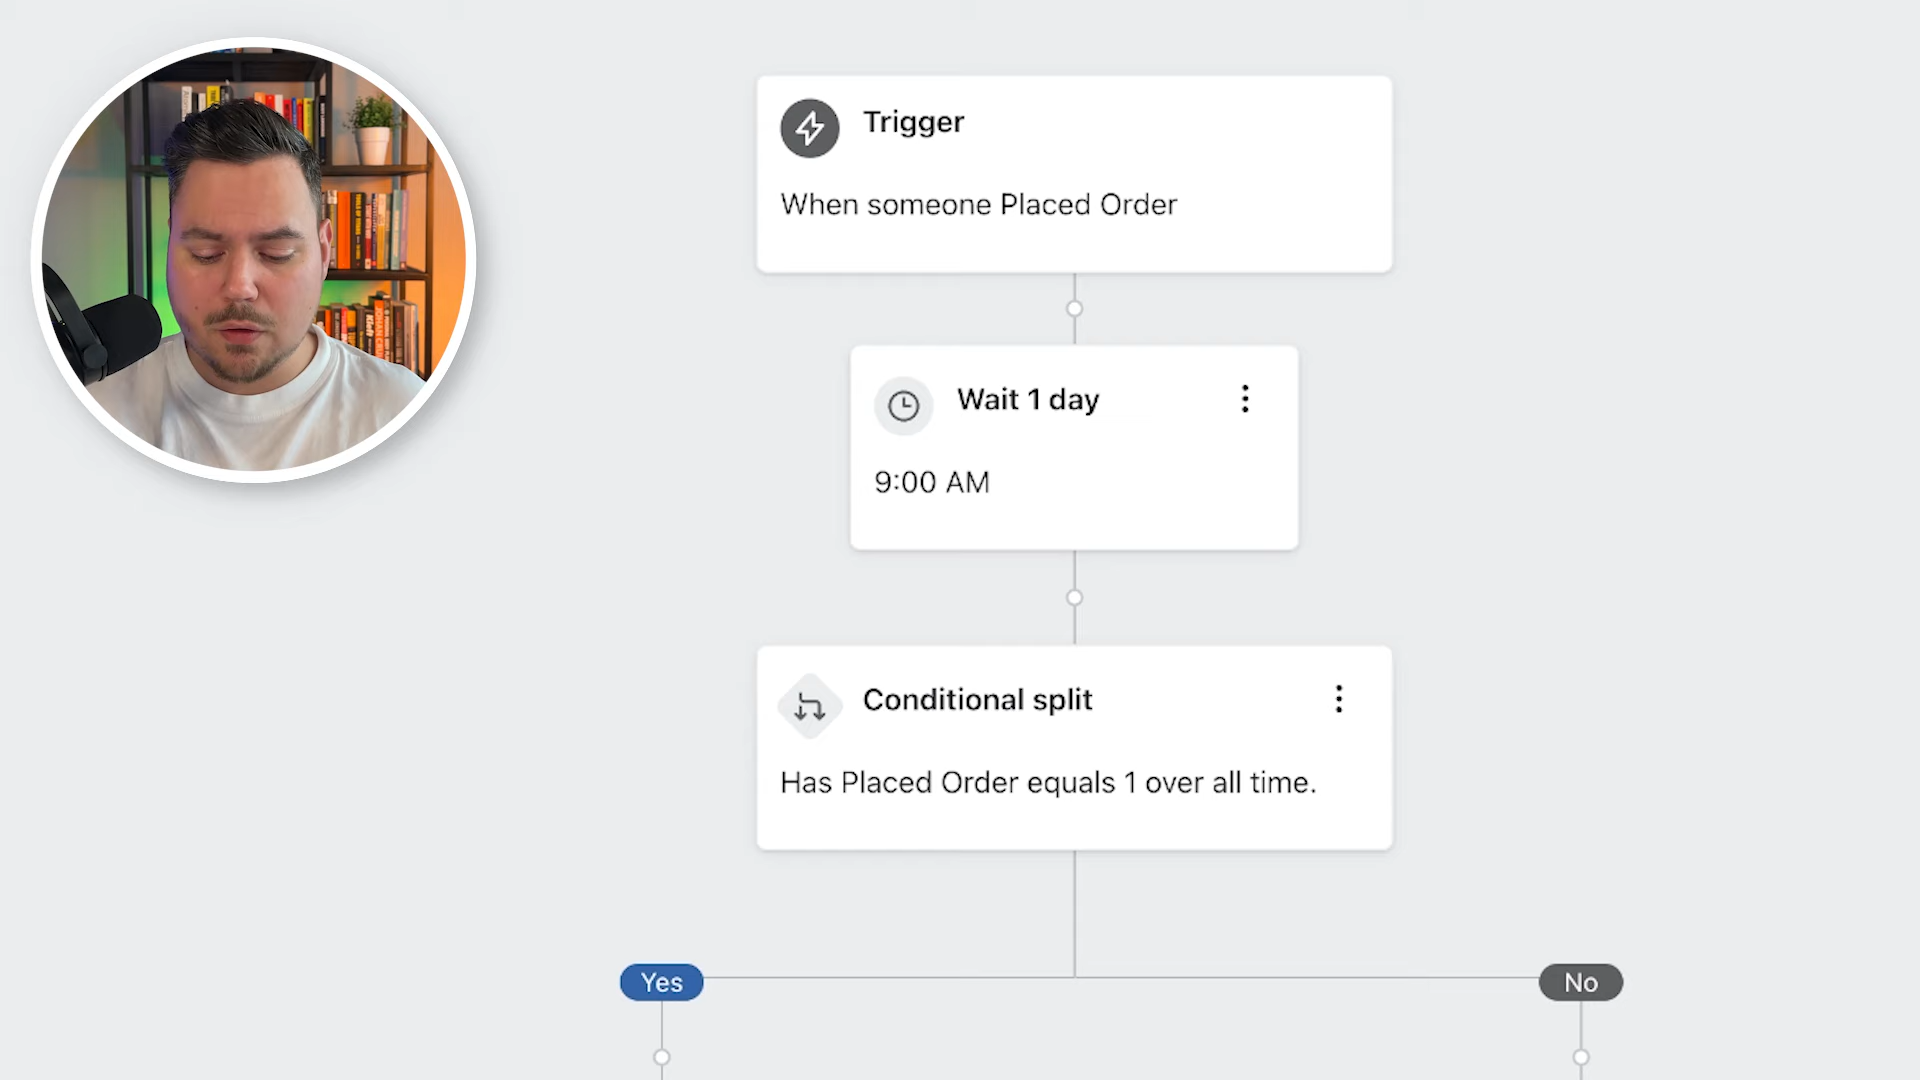 Trigger
When someone Placed Order
Wait 1 day
9:00 AM
Conditional split
Has Placed Order equals 1 over all time.
Yes
No